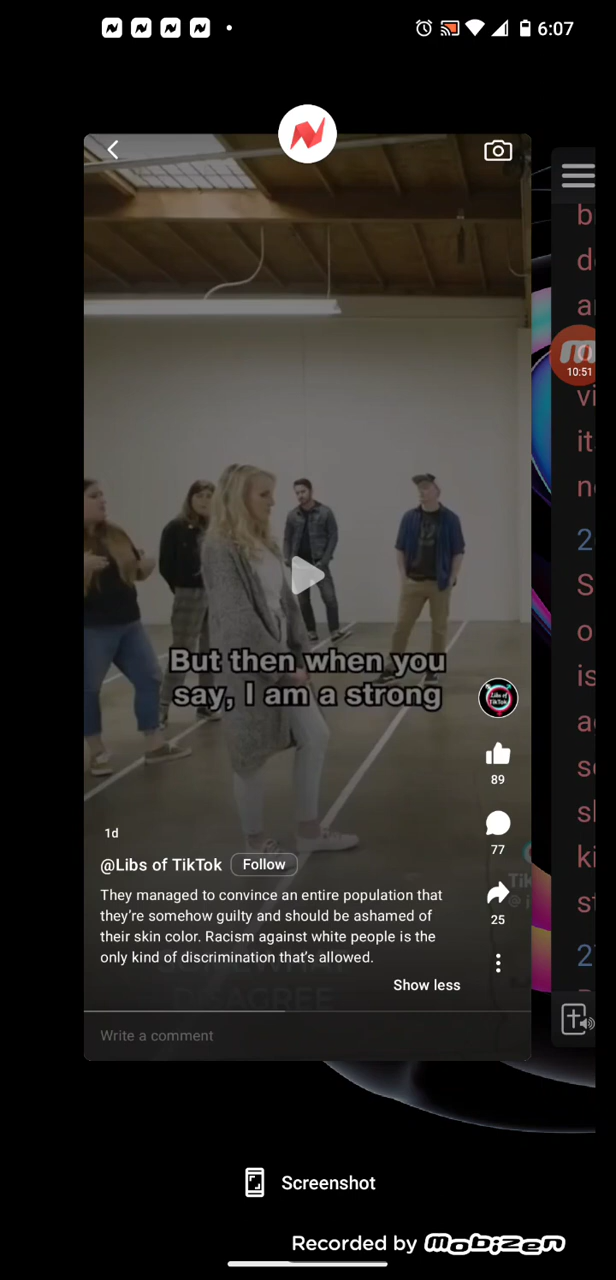 6:07
10:51
But then when you
say, I am a strong
89
77
25
1d
@Libs of TikTok Follow
They managed to convince an entire population that
they're somehow guilty and should be ashamed of
their skin color. Racism against white people is the
only kind of discrimination that's allowed.
Show less
DISAGREE
Write a comment
Screenshot
Recorded by mobizen